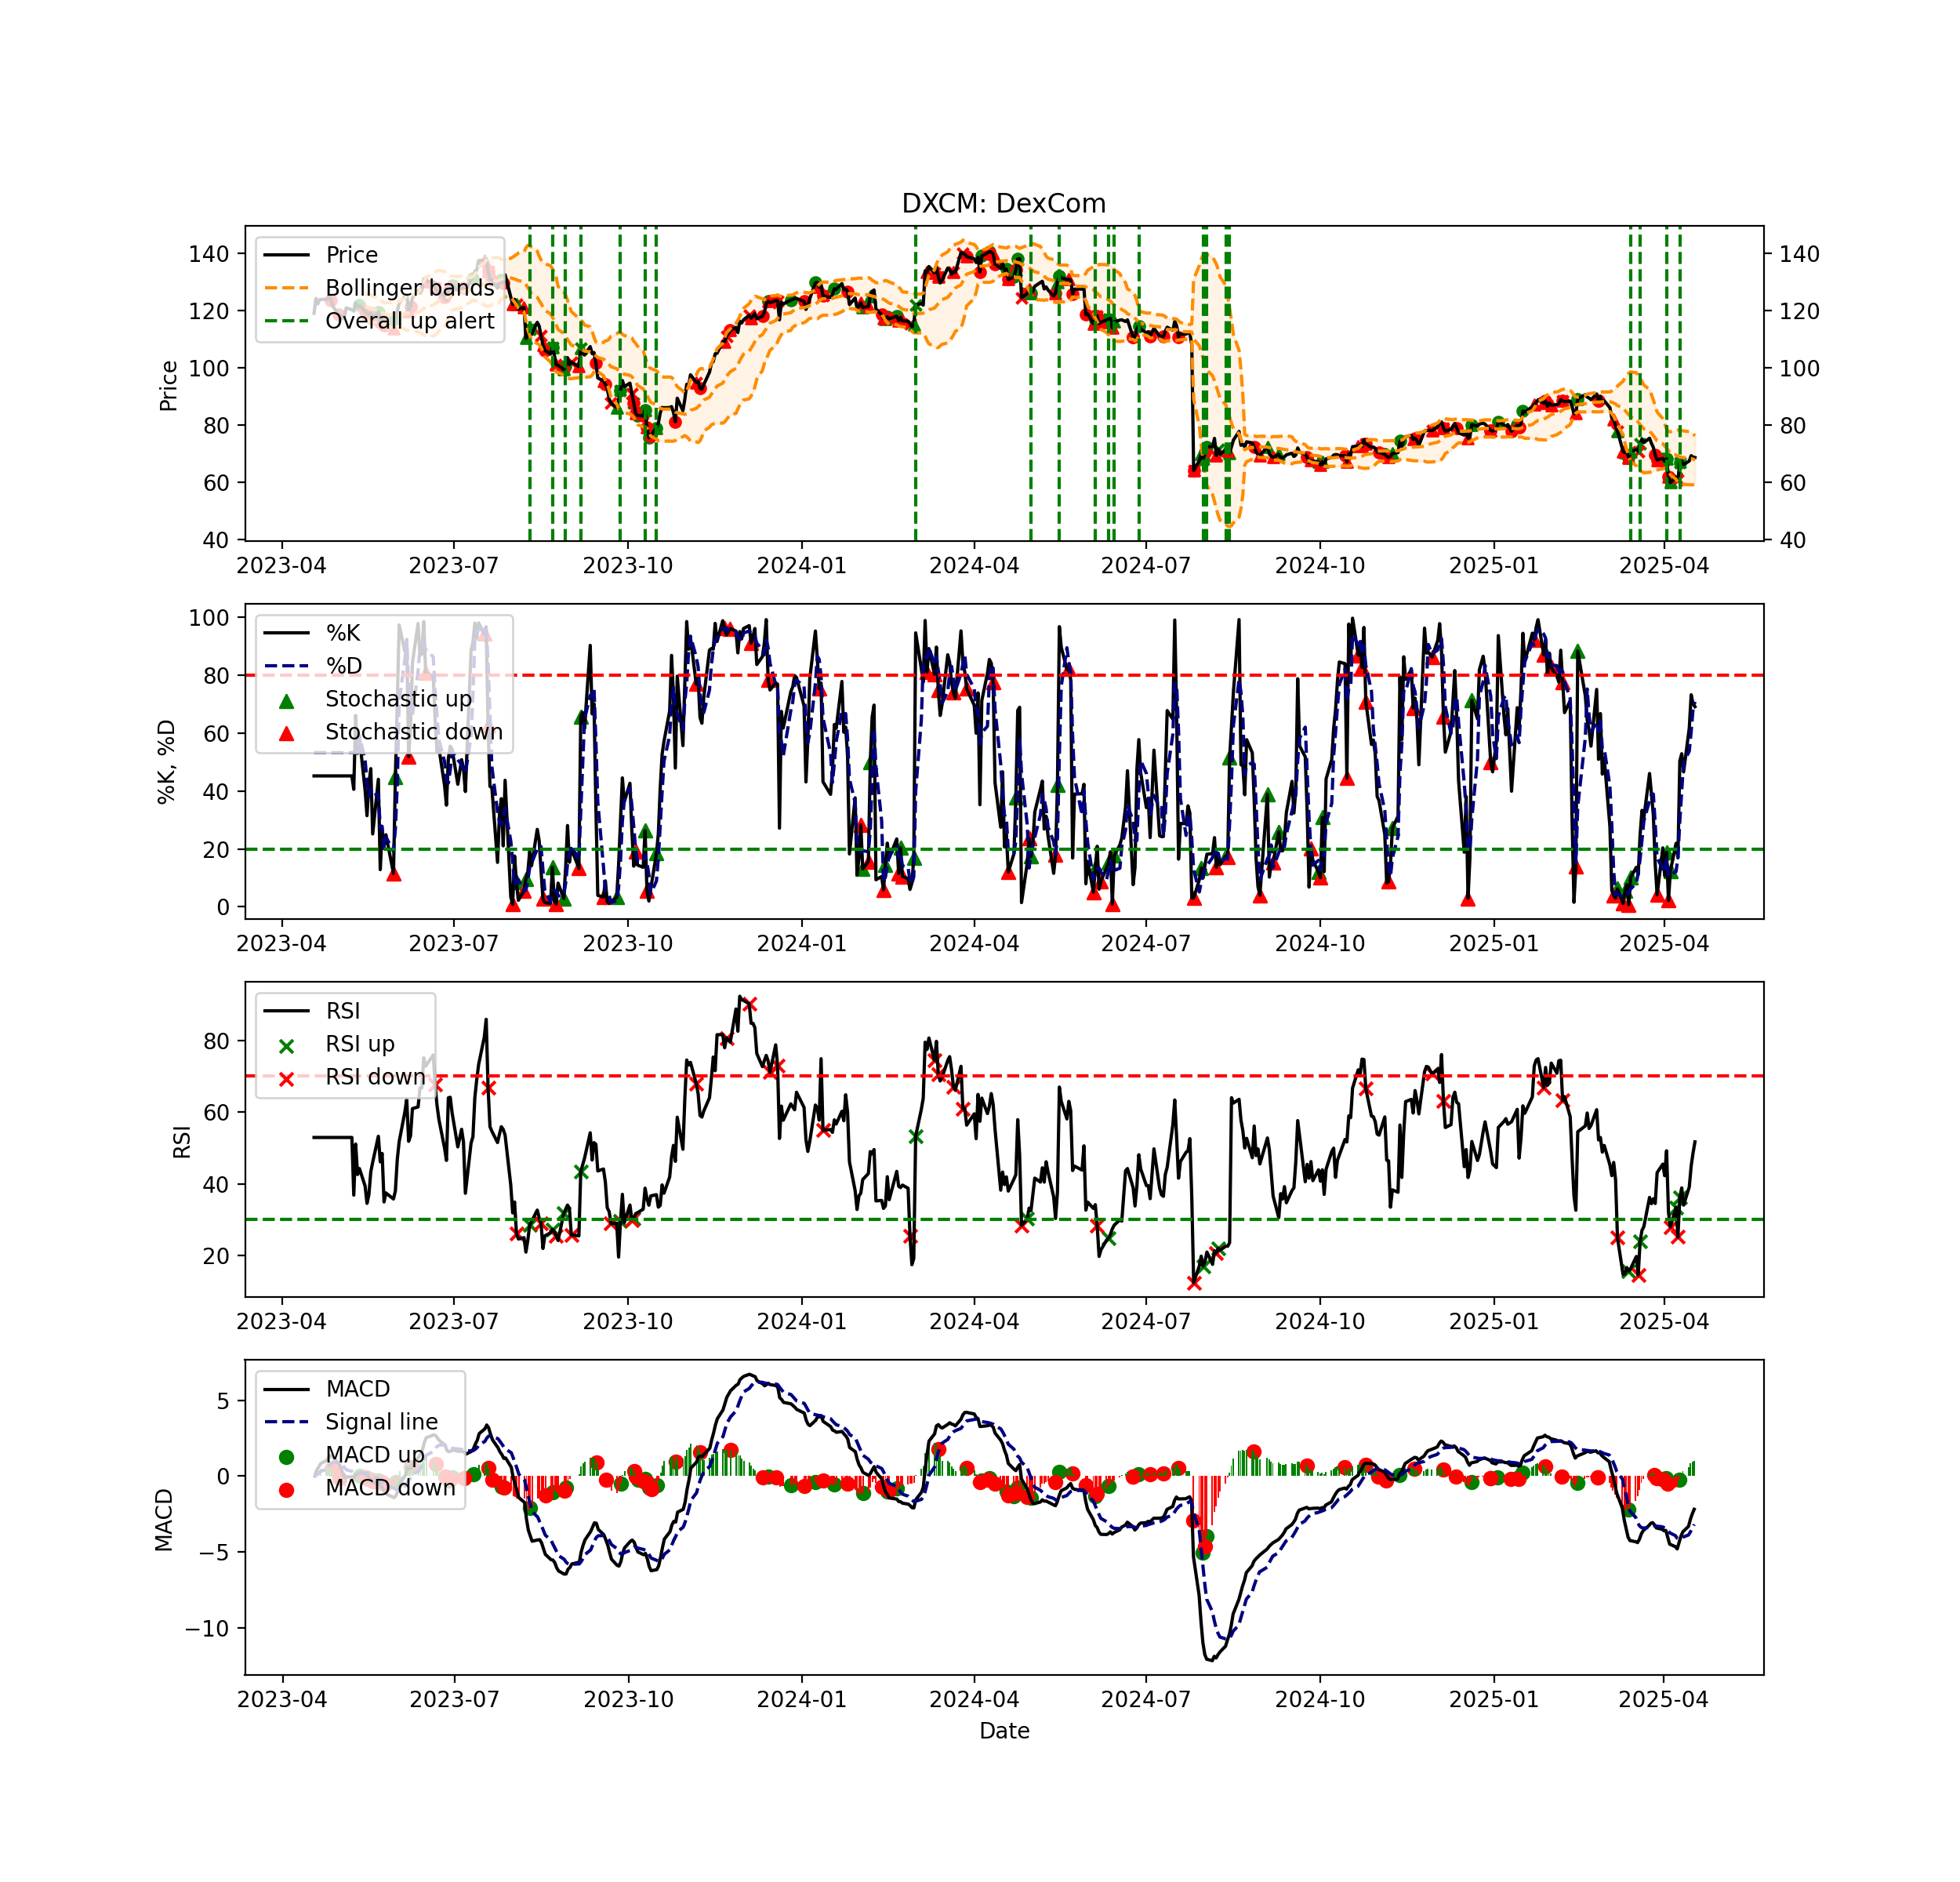 DXCM: DexCom
Price
Bollinger bands
Overall up alert
Price
140
120
100
80
60
40
140
120
100
80
60
40
2023-04 2023-07 2023-10 2024-01 2024-04 2024-07 2024-10 2025-01 2025-04
%K
%D
Stochastic up
Stochastic down
%K, %D
100
80
60
40
20
0
2023-04 2023-07 2023-10 2024-01 2024-04 2024-07 2024-10 2025-01 2025-04
RSI
RSI up
RSI down
RSI
80
60
40
20
2023-04 2023-07 2023-10 2024-01 2024-04 2024-07 2024-10 2025-01 2025-04
MACD
Signal line
MACD up
MACD down
MACD
5
0
−5
−10
2023-04 2023-07 2023-10 2024-01 2024-04 2024-07 2024-10 2025-01 2025-04
Date